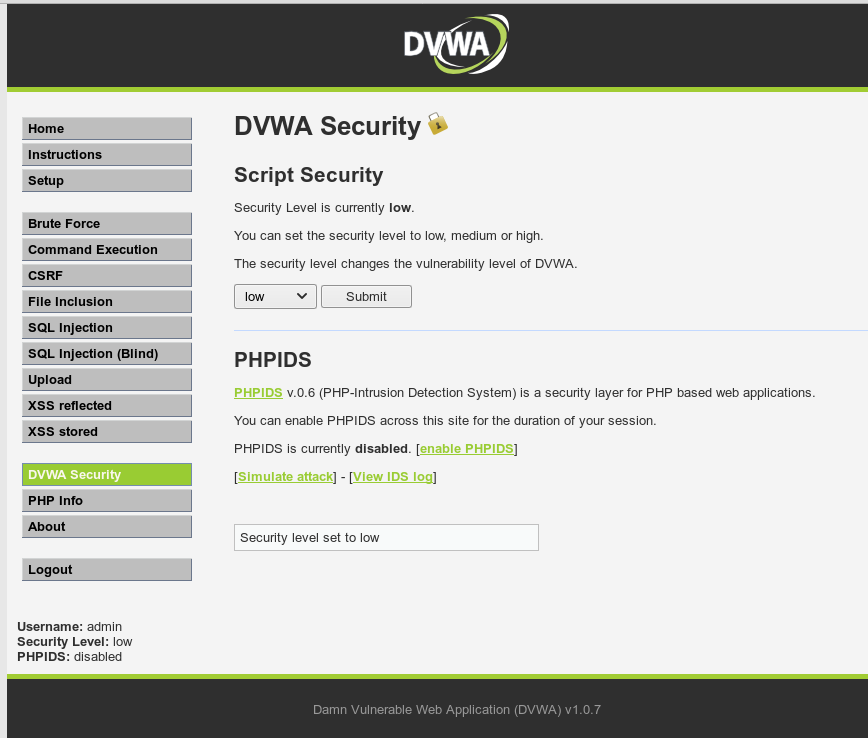 DVWA
Home
Instructions
Setup
Brute Force
Command Execution
CSRF
File Inclusion
SQL Injection
SQL Injection (Blind)
Upload
XSS reflected
XSS stored
DVWA Security
PHP Info
About
Logout
Username: admin
Security Level: low
PHPIDS: disabled
DVWA Security
Script Security
Security Level is currently low.
You can set the security level to low, medium or high.
The security level changes the vulnerability level of DVWA.
low Submit
PHPIDS
PHPIDS v.0.6 (PHP-Intrusion Detection System) is a security layer for PHP based web applications.
You can enable PHPIDS across this site for the duration of your session.
PHPIDS is currently disabled. [enable PHPIDS]
[Simulate attack] - [View IDS log]
Security level set to low
Damn Vulnerable Web Application (DVWA) v1.0.7